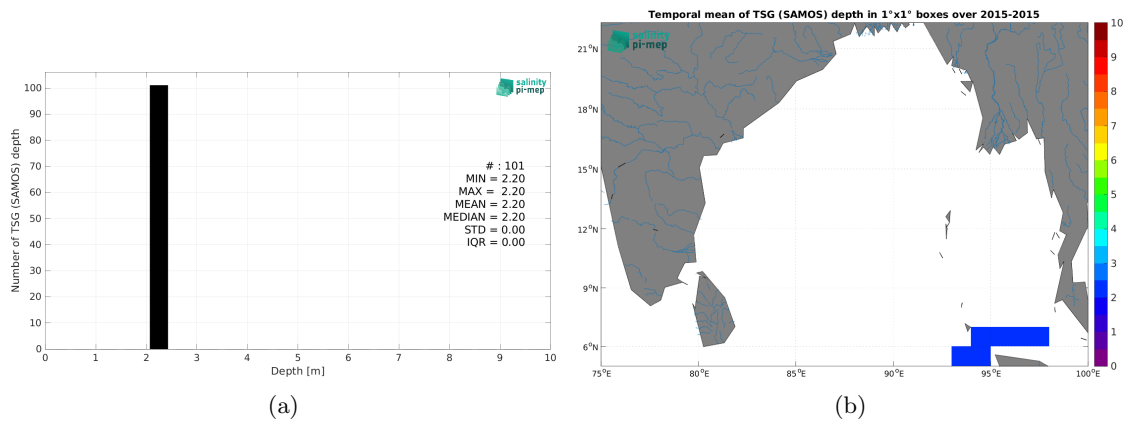 salinity
pi-mep
Number of TSG (SAMOS) depth
100
90
80
70
60
50
40
30
20
10
0
# : 101
MIN = 2.20
MAX = 2.20
MEAN = 2.20
MEDIAN = 2.20
STD = 0.00
IQR = 0.00
0 1 2 3 4 5 6 7 8 9 10
Depth [m]
(a)
Temporal mean of TSG (SAMOS) depth in 1°x1° boxes over 2015-2015
salinity
pi-mep
21°N
18°N
15°N
12°N
9°N
6°N
75°E 80°E 85°E 90°E 95°E 100°E
10
9
8
7
6
5
4
3
2
1
0
(b)